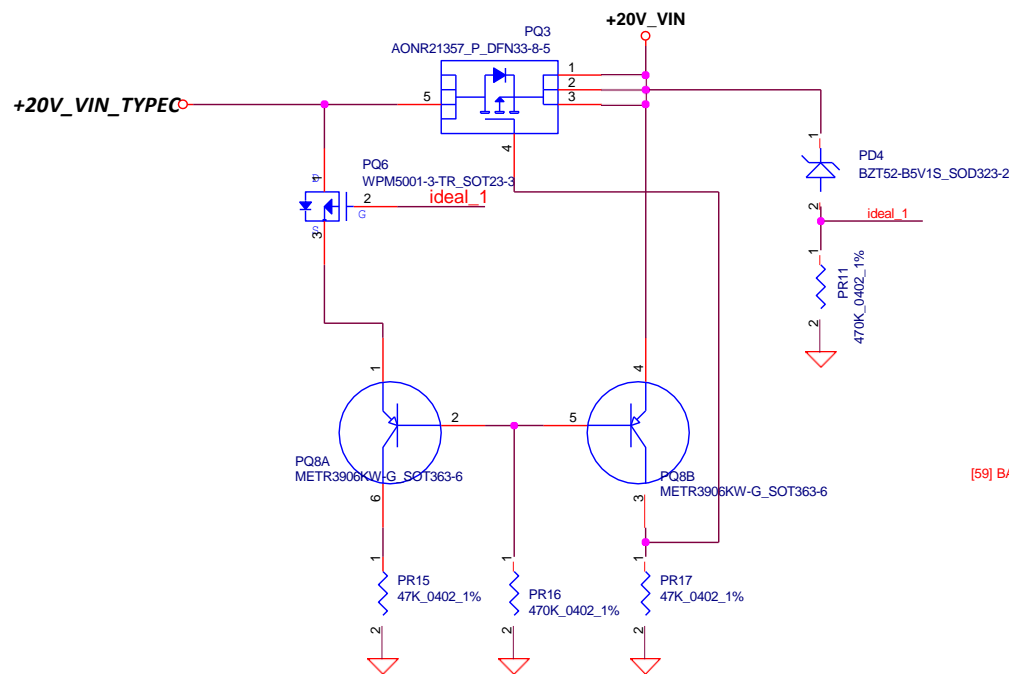 +20V_VIN
PQ3
AONR21357_P_DFN33-8-5
1
2
3
5
4
+20V_VIN_TYPEC
PQ6
WPM5001-3-TR_SOT23-3
2
G
ideal_1
3
S
1
PD4
BZT52-B5V1S_SOD323-2
2
ideal_1
1
PR11
470K_0402_1%
2
1
4
2
5
PQ8A
METR3906KW-G_SOT363-6
6
PQ8B
METR3906KW-G_SOT363-6
3
[59] BA
1
PR15
47K_0402_1%
2
1
PR16
470K_0402_1%
2
1
PR17
47K_0402_1%
2